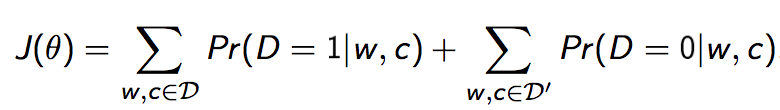 J(θ) = ∑_{w,c∈𝒟} Pr(D = 1|w, c) + ∑_{w,c∈𝒟′} Pr(D = 0|w, c)